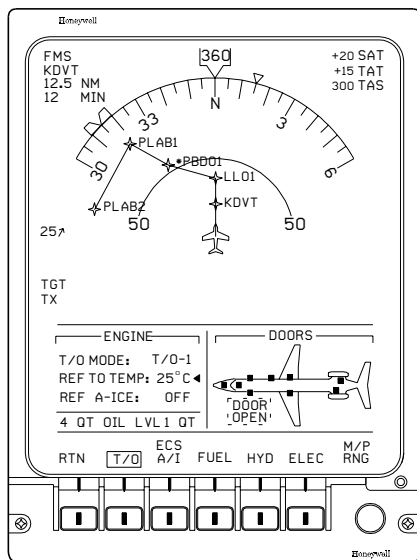 Honeywell
FMS
KDVT
12.5 NM
12 MIN
360
+20 SAT
+15 TAT
300 TAS
N
33
3
30
6
PLAB1
*PBD01
LL01
PLAB2
KDVT
25
50
50
TGT
TX
ENGINE
T/O MODE: T/O-1
REF TO TEMP: 25°C
REF A-ICE: OFF
4 QT OIL LVL 1 QT
DOORS
DOOR
OPEN
RTN
T/O
ECS
A/I
FUEL
HYD
ELEC
M/P
RNG
Honeywell